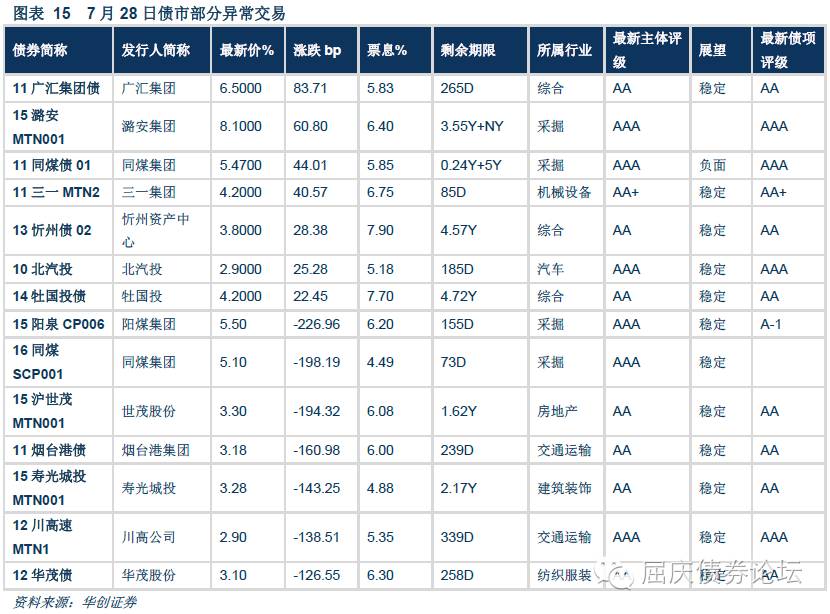 图表 15 7 月 28 日债市部分异常交易
债券简称 发行人简称 最新价% 涨跌 bp 票息% 剩余期限 所属行业 最新主体评级 展望 最新债项评级
11 广汇集团债 广汇集团 6.5000 83.71 5.83 265D 综合 AA 稳定 AA
15 潞安 MTN001 潞安集团 8.1000 60.80 6.40 3.55Y+NY 采掘 AAA AAA
11 同煤债 01 同煤集团 5.4700 44.01 5.85 0.24Y+5Y 采掘 AAA 负面 AAA
11 三一 MTN2 三一集团 4.2000 40.57 6.75 85D 机械设备 AA+ 稳定 AA+
13 忻州债 02 忻州资产中心 3.8000 28.38 7.90 4.57Y 综合 AA 稳定 AA
10 北汽投 北汽投 2.9000 25.28 5.18 185D 汽车 AAA 稳定 AAA
14 牡国投债 牡国投 4.2000 22.45 7.70 4.72Y 综合 AA 稳定 AA
15 阳泉 CP006 阳煤集团 5.50 -226.96 6.20 155D 采掘 AAA 稳定 A-1
16 同煤 SCP001 同煤集团 5.10 -198.19 4.49 73D 采掘 AAA 稳定
15 沪世茂 MTN001 世茂股份 3.30 -194.32 6.08 1.62Y 房地产 AA 稳定 AA
11 烟台港债 烟台港集团 3.18 -160.98 6.00 239D 交通运输 AA 稳定 AA
15 寿光城投 MTN001 寿光城投 3.28 -143.25 4.88 2.17Y 建筑装饰 AA 稳定 AA
12 川高速 MTN1 川高公司 2.90 -138.51 5.35 339D 交通运输 AAA 稳定 AAA
12 华茂债 华茂股份 3.10 -126.55 6.30 258D 纺织服装 稳定 AA
屈庆债券论坛
资料来源：华创证券